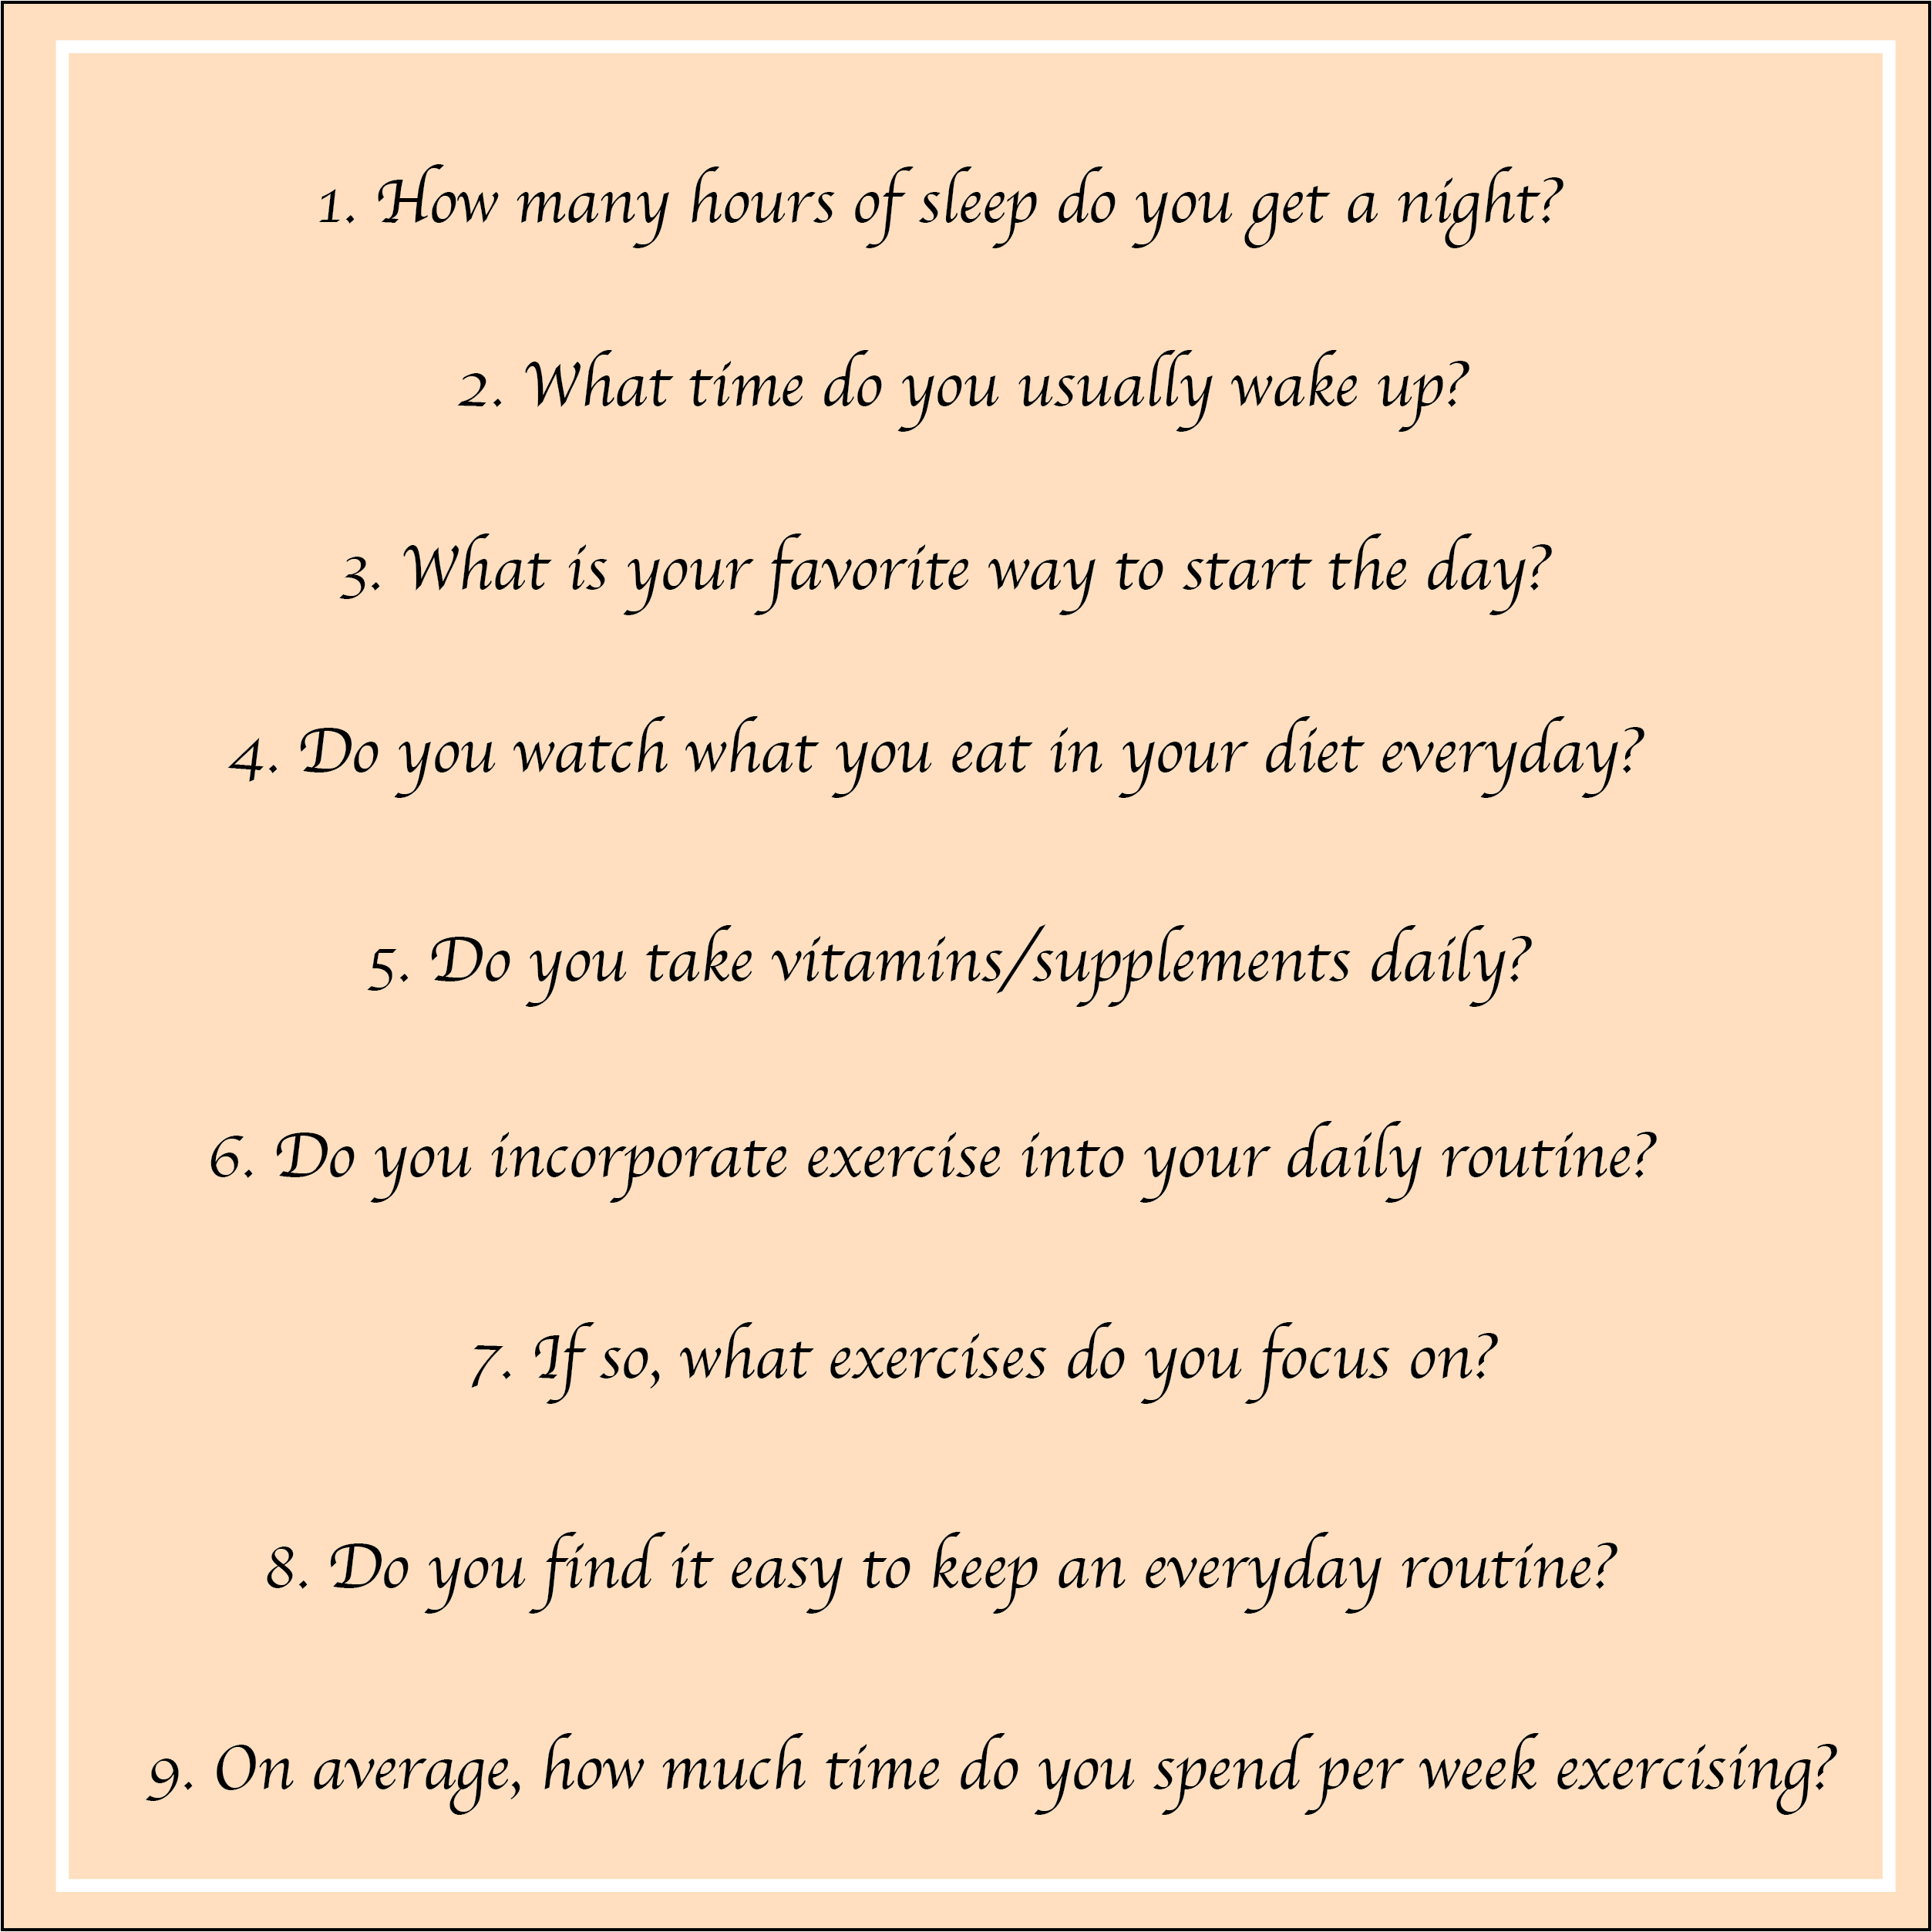 1. How many hours of sleep do you get a night?
2. What time do you usually wake up?
3. What is your favorite way to start the day?
4. Do you watch what you eat in your diet everyday?
5. Do you take vitamins/supplements daily?
6. Do you incorporate exercise into your daily routine?
7. If so, what exercises do you focus on?
8. Do you find it easy to keep an everyday routine?
9. On average, how much time do you spend per week exercising?